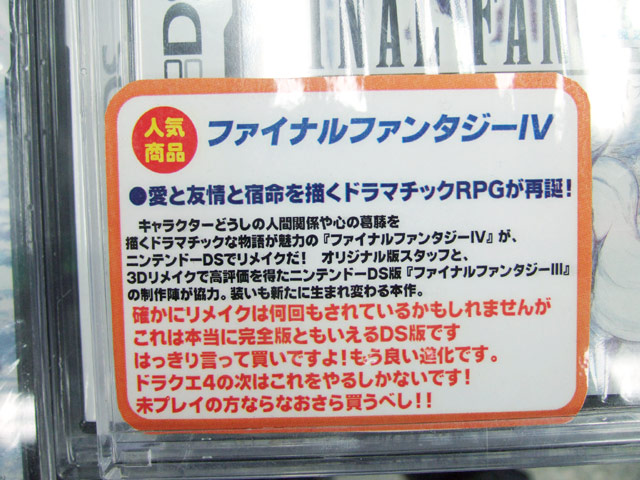 DS
INAL FAN
人気
商品
ファイナルファンタジーIV
●愛と友情と宿命を描くドラマチックRPGが再誕!
キャラクターどうしの人間関係や心の葛藤を
描くドラマチックな物語が魅力の『ファイナルファンタジーIV』が、
ニンテンドーDSでリメイクだ! オリジナル版スタッフと、
3Dリメイクで高評価を得たニンテンドーDS版『ファイナルファンタジーIII』
の制作陣が協力。装いも新たに生まれ変わる本作。
確かにリメイクは何回もされているかもしれませんが
これは本当に完全版ともいえるDS版です
はっきり言って買いですよ!もう良い進化です。
ドラクエ4の次はこれをやるしかないです!
未プレイの方ならなおさら買うべし!!